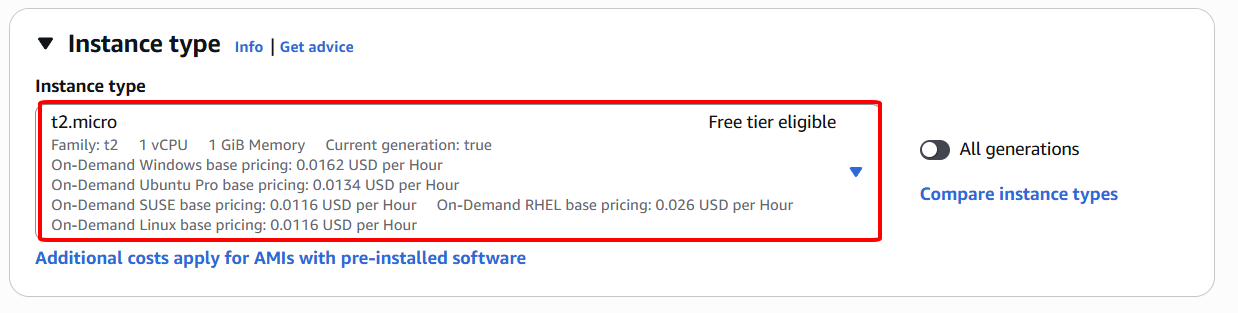 Instance type Info | Get advice
Instance type
t2.micro Free tier eligible
Family: t2 1 vCPU 1 GiB Memory Current generation: true
On-Demand Windows base pricing: 0.0162 USD per Hour
On-Demand Ubuntu Pro base pricing: 0.0134 USD per Hour
On-Demand SUSE base pricing: 0.0116 USD per Hour On-Demand RHEL base pricing: 0.026 USD per Hour
On-Demand Linux base pricing: 0.0116 USD per Hour
All generations
Compare instance types
Additional costs apply for AMIs with pre-installed software